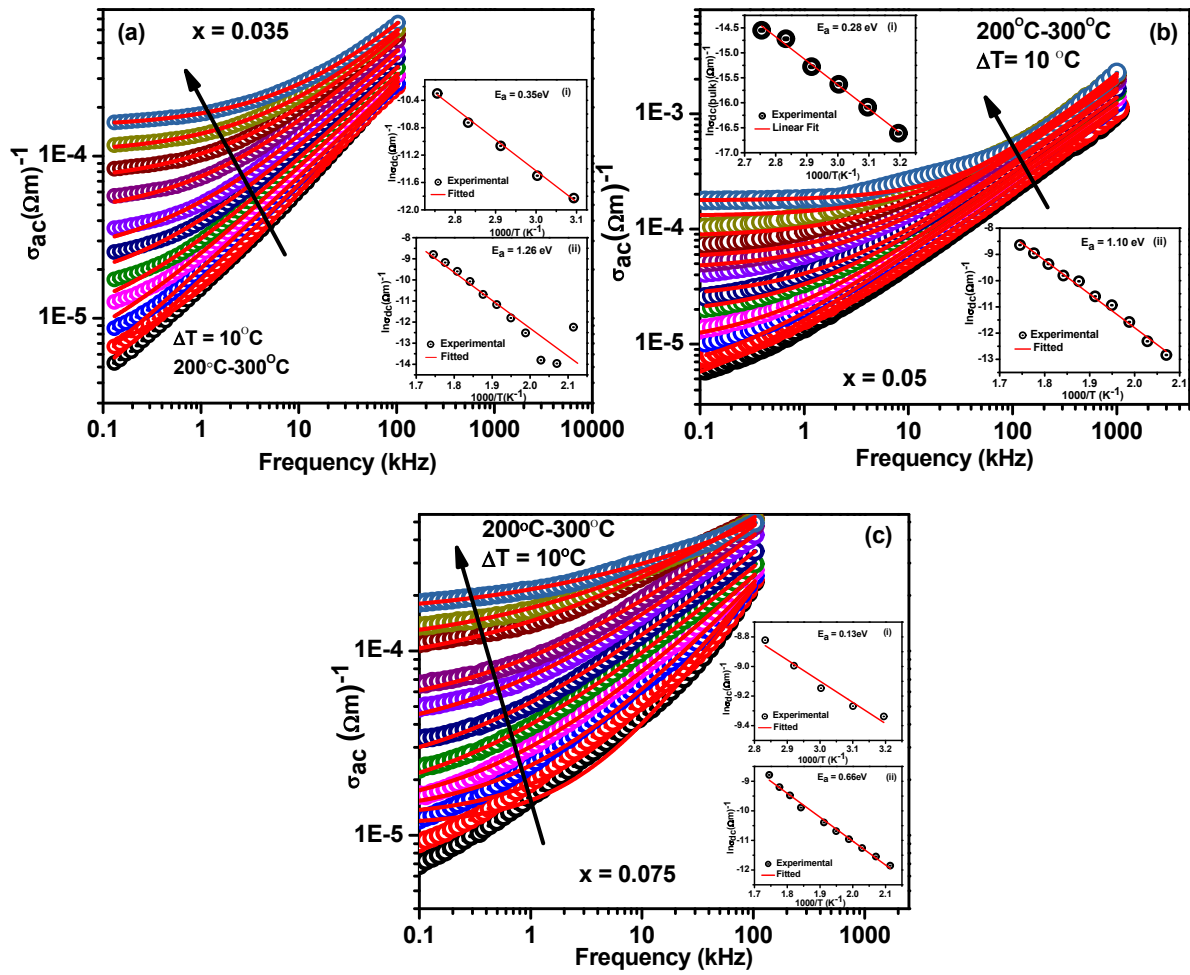 (a)
x = 0.035
σac(Ωm)-1
1E-4
1E-5
ΔT = 10°C
200°C-300°C
0.1 1 10 100 1000 10000
Frequency (kHz)
Ea = 0.35eV (i)
lnσdc(Ωm)-1
-10.4
-10.8
-11.2
-11.6
-12.0
Experimental
Fitted
2.8 2.9 3.0 3.1
1000/T (K-1)
Ea = 1.26 eV (ii)
lnσdc(Ωm)-1
-8
-9
-10
-11
-12
-13
-14
Experimental
Fitted
1.7 1.8 1.9 2.0 2.1
1000/T(K-1)
(b)
200°C-300°C
ΔT= 10 °C
σac(Ωm)-1
1E-3
1E-4
1E-5
x = 0.05
0.1 1 10 100 1000
Frequency (kHz)
Ea = 0.28 eV (i)
lnσdc(pulk)(Ωm)-1
-14.5
-15.0
-15.5
-16.0
-16.5
-17.0
Experimental
Linear Fit
2.7 2.8 2.9 3.0 3.1 3.2
1000/T(K-1)
Ea = 1.10 eV (ii)
lnσdc(Ωm)-1
-8
-9
-10
-11
-12
-13
Experimental
Fitted
1.7 1.8 1.9 2.0 2.1
1000/T (K-1)
(c)
200°C-300°C
ΔT = 10°C
σac (Ωm)-1
1E-4
1E-5
x = 0.075
0.1 1 10 100 1000
Frequency (kHz)
Ea = 0.13eV (i)
lnσdc(Ωm)-1
-8.8
-9.0
-9.2
-9.4
Experimental
Fitted
2.8 2.9 3.0 3.1 3.2
1000/T (K-1)
Ea = 0.66eV (ii)
lnσdc(Ωm)-1
-9
-10
-11
-12
Experimental
Fitted
1.8 1.9 2.0 2.1
1000/T (K-1)